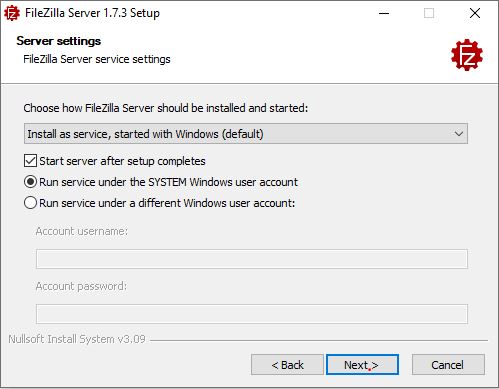 FileZilla Server 1.7.3 Setup
Server settings
FileZilla Server service settings
FZ
Choose how FileZilla Server should be installed and started:
Install as service, started with Windows (default)
Start server after setup completes
Run service under the SYSTEM Windows user account
Run service under a different Windows user account:
Account username:
Account password:
Nullsoft Install System v3.09
< Back
Next >
Cancel